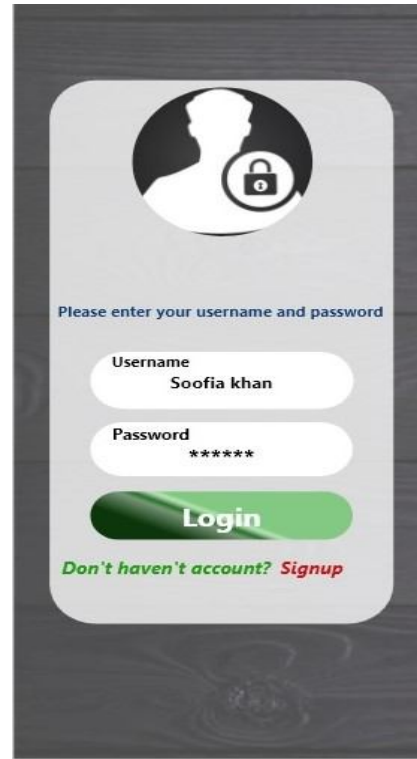 Please enter your username and password
Username
Soofia khan
Password
******
Login
Don't haven't account? Signup